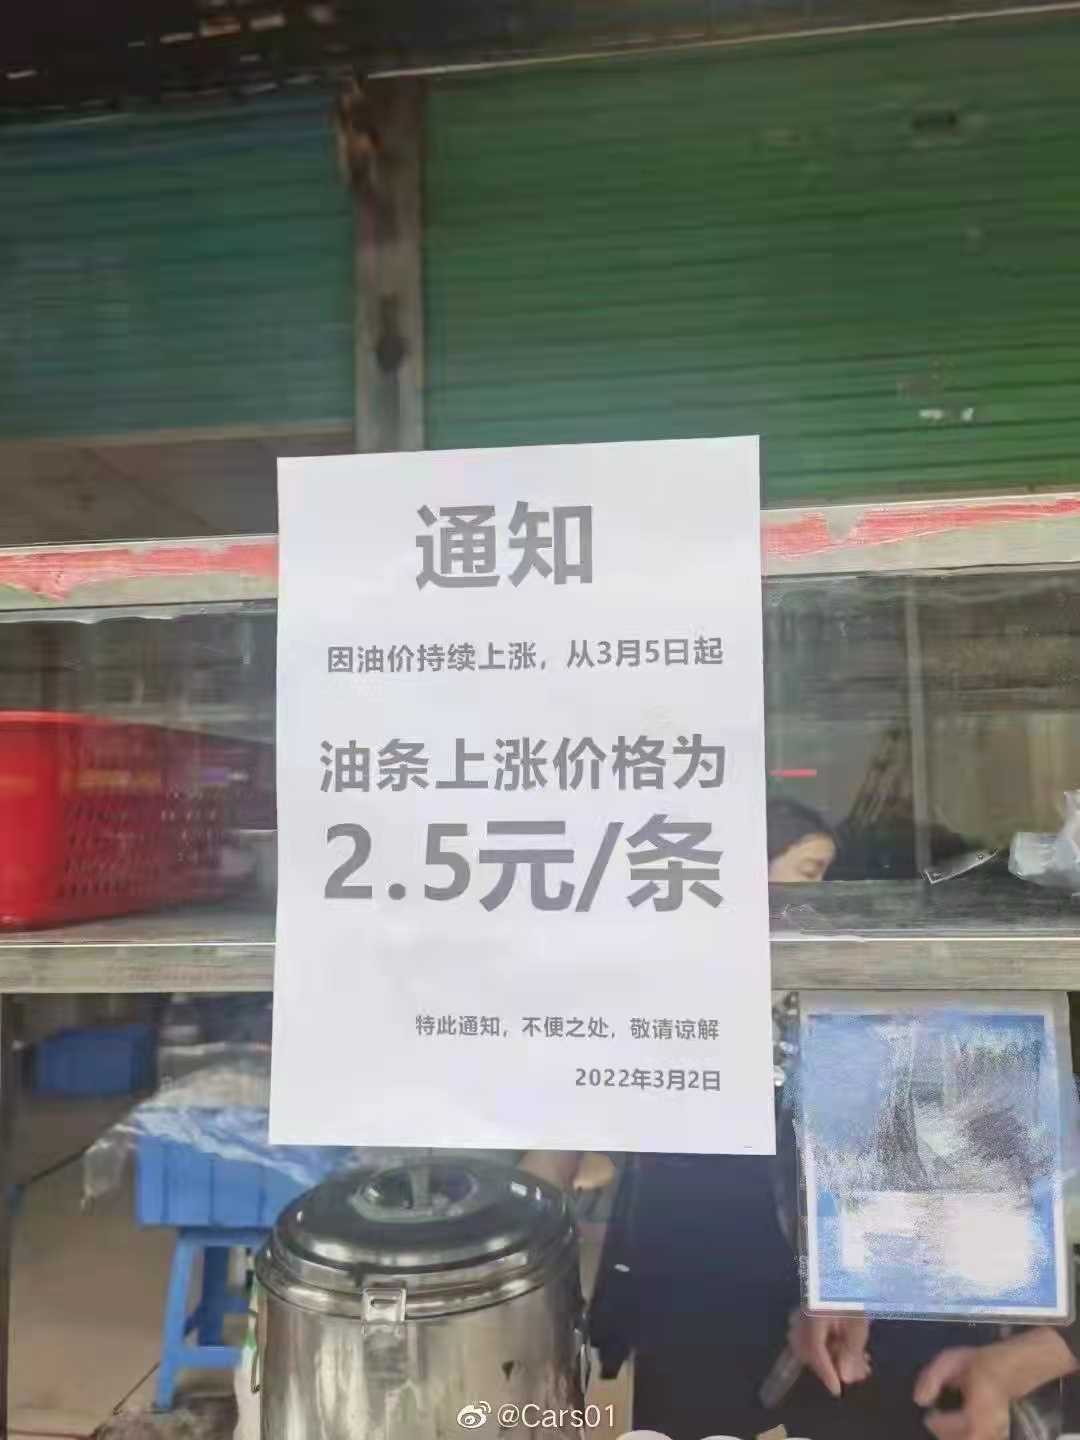 通知
因油价持续上涨，从3月5日起
油条上涨价格为
2.5元/条
特此通知，不便之处，敬请谅解
2022年3月2日
@Cars01